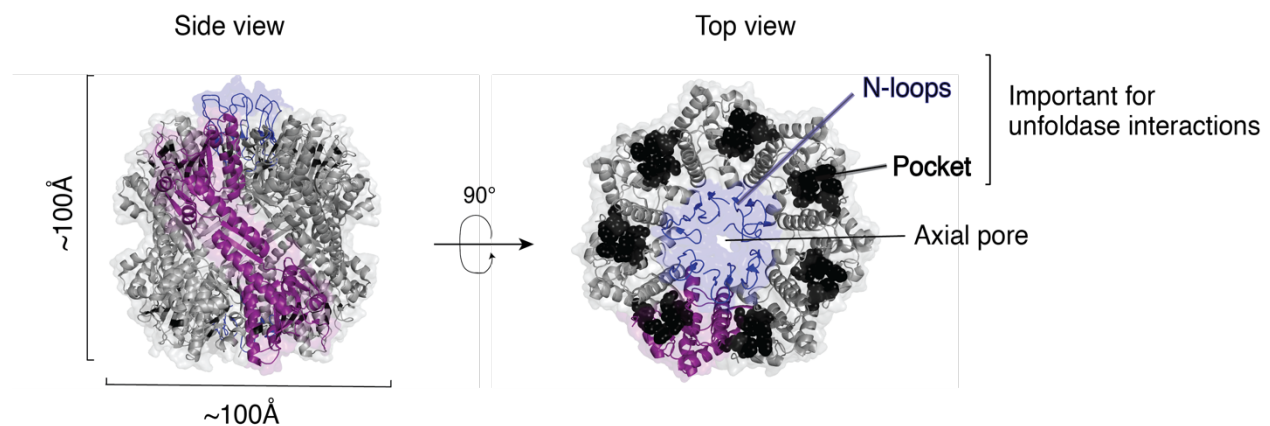 Side view
Top view
N-loops
Important for
unfoldase interactions
Pocket
~100Å
90°
Axial pore
~100Å